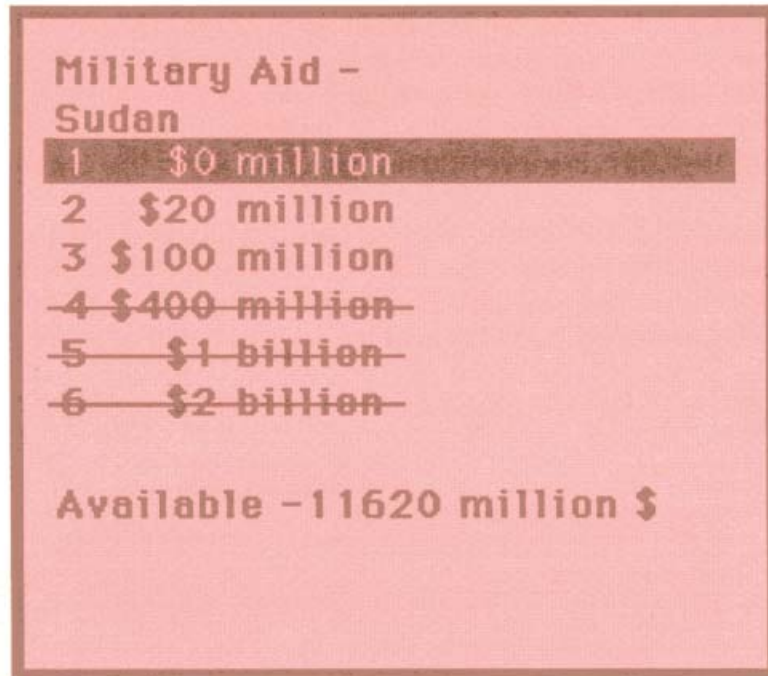 Military Aid -
Sudan
1 $0 million
2 $20 million
3 $100 million
4 $400 million
5 $1 billion
6 $2 billion
Available -11620 million $